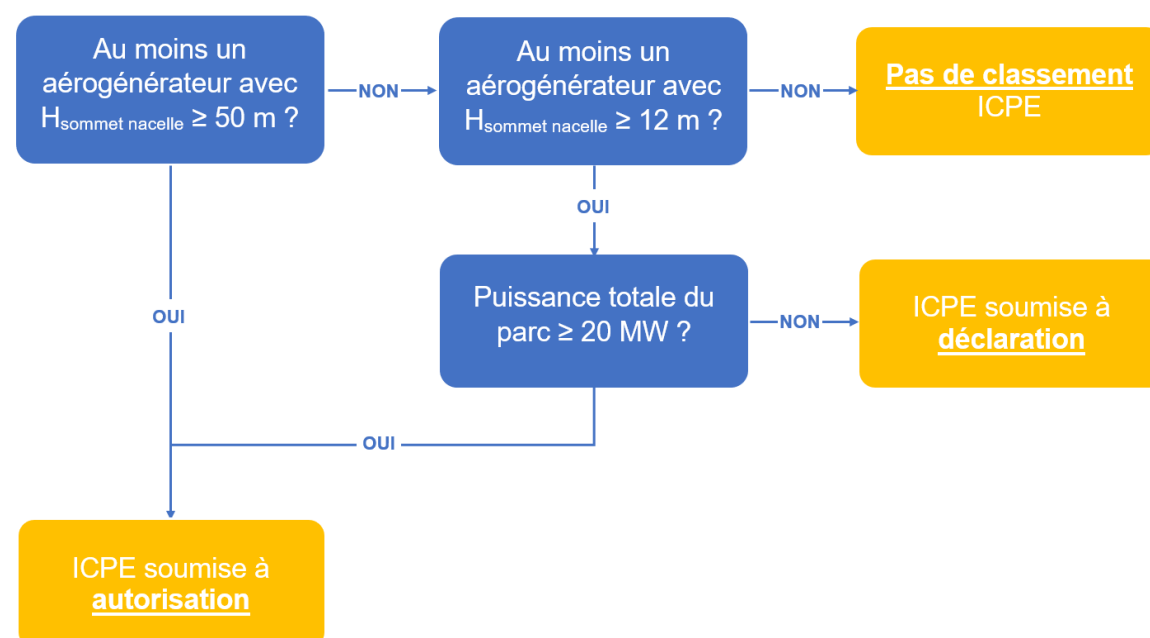 Au moins un
aérogénérateur avec
Hsommet nacelle ≥ 50 m ?
NON
Au moins un
aérogénérateur avec
Hsommet nacelle ≥ 12 m ?
NON
Pas de classement
ICPE
OUI
Puissance totale du
parc ≥ 20 MW ?
NON
ICPE soumise à
déclaration
OUI
OUI
ICPE soumise à
autorisation